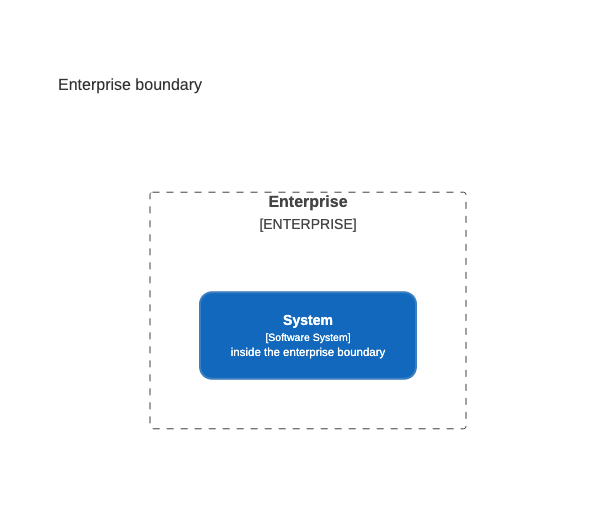 Enterprise boundary
Enterprise
[ENTERPRISE]
System
[Software System]
inside the enterprise boundary